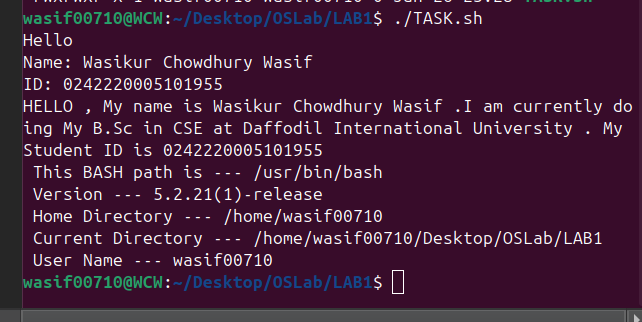 wasif00710@WCW:~/Desktop/OSLab/LAB1$ ./TASK.sh
Hello
Name: Wasikur Chowdhury Wasif
ID: 0242220005101955
HELLO , My name is Wasikur Chowdhury Wasif .I am currently do
ing My B.Sc in CSE at Daffodil International University . My
Student ID is 0242220005101955
This BASH path is --- /usr/bin/bash
Version --- 5.2.21(1)-release
Home Directory --- /home/wasif00710
Current Directory --- /home/wasif00710/Desktop/OSLab/LAB1
User Name --- wasif00710
wasif00710@WCW:~/Desktop/OSLab/LAB1$